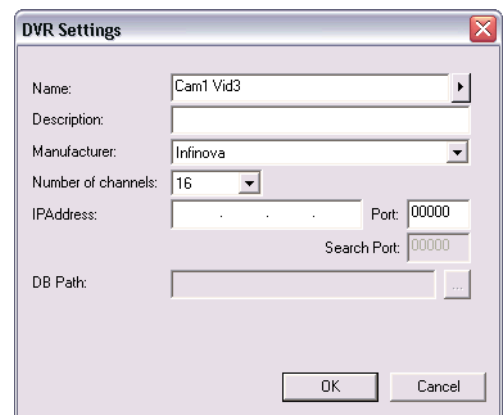 DVR Settings
Name: Cam1 Vid3
Description:
Manufacturer: Infinova
Number of channels: 16
IPAddress: . . . Port: 00000
Search Port: 00000
DB Path: ...
OK Cancel